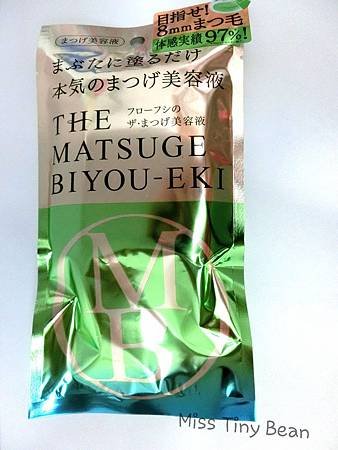 まつげ美容液
目指せ!
8mmまつ毛
体感実績97%!
まぶたに塗るだけ
本気のまつげ美容液
THE
フローフシの
ザ・まつげ美容液
MATSUGE
BIYOU-EKI
M
B
Miss Tiny Bean